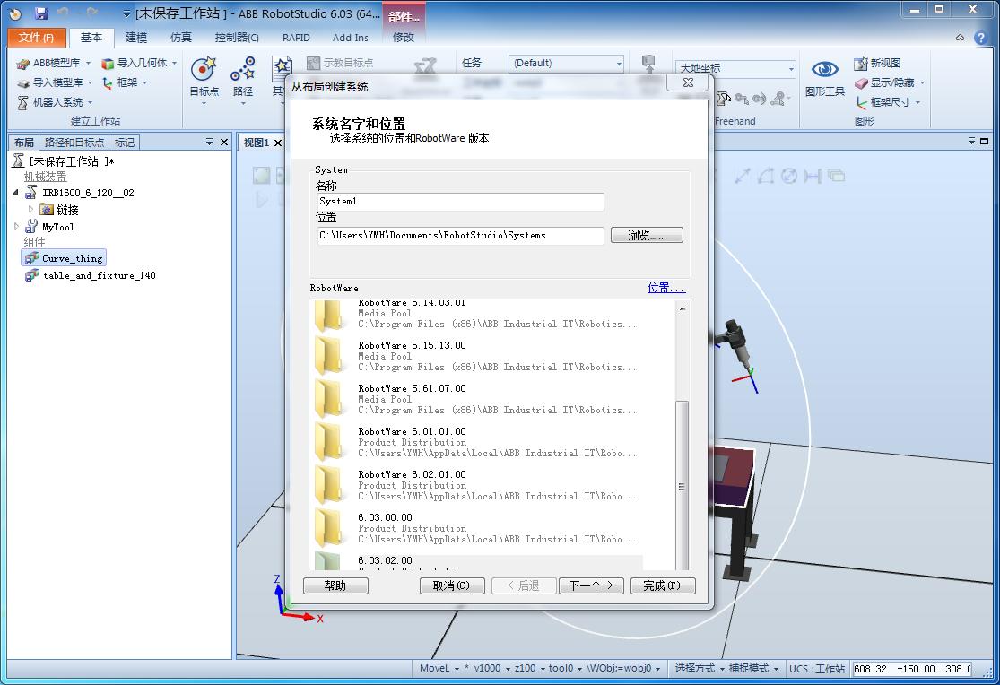 [未保存工作站 ] - ABB RobotStudio 6.03 (64...
部件...
文件(F) 基本 建模 仿真 控制器(C) RAPID Add-Ins 修改
ABB模型库 导入几何体
导入模型库 框架
机器人系统
建立工作站
目标点 路径
示教目标点
任务 (Default)
大地坐标
Freehand
图形工具
新视图
显示/隐藏
框架尺寸
图形
布局 路径和目标点 标记
视图1
[未保存工作站 ]*
机械装置
IRB1600_6_120__02
链接
MyTool
组件
Curve_thing
table_and_fixture_140
从布局创建系统
系统名字和位置
选择系统的位置和RobotWare 版本
System
名称
System1
位置
C:\Users\YMH\Documents\RobotStudio\Systems
浏览......
RobotWare
位置...
RobotWare 5.14.03.01
Media Pool
C:\Program Files (x86)\ABB Industrial IT\Robotics...
RobotWare 5.15.13.00
Media Pool
C:\Program Files (x86)\ABB Industrial IT\Robotics...
RobotWare 5.61.07.00
Media Pool
C:\Program Files (x86)\ABB Industrial IT\Robotics...
RobotWare 6.01.01.00
Product Distribution
C:\Users\YMH\AppData\Local\ABB Industrial IT\Robo...
RobotWare 6.02.01.00
Product Distribution
C:\Users\YMH\AppData\Local\ABB Industrial IT\Robo...
6.03.00.00
Product Distribution
C:\Users\YMH\AppData\Local\ABB Industrial IT\Robo...
6.03.02.00
帮助 取消(C) < 后退 下一个 > 完成(F)
Z
X
MoveL * v1000 z100 tool0 \WObj:=wobj0 选择方式 捕捉模式 UCS : 工作站 608.32 -150.00 308.0